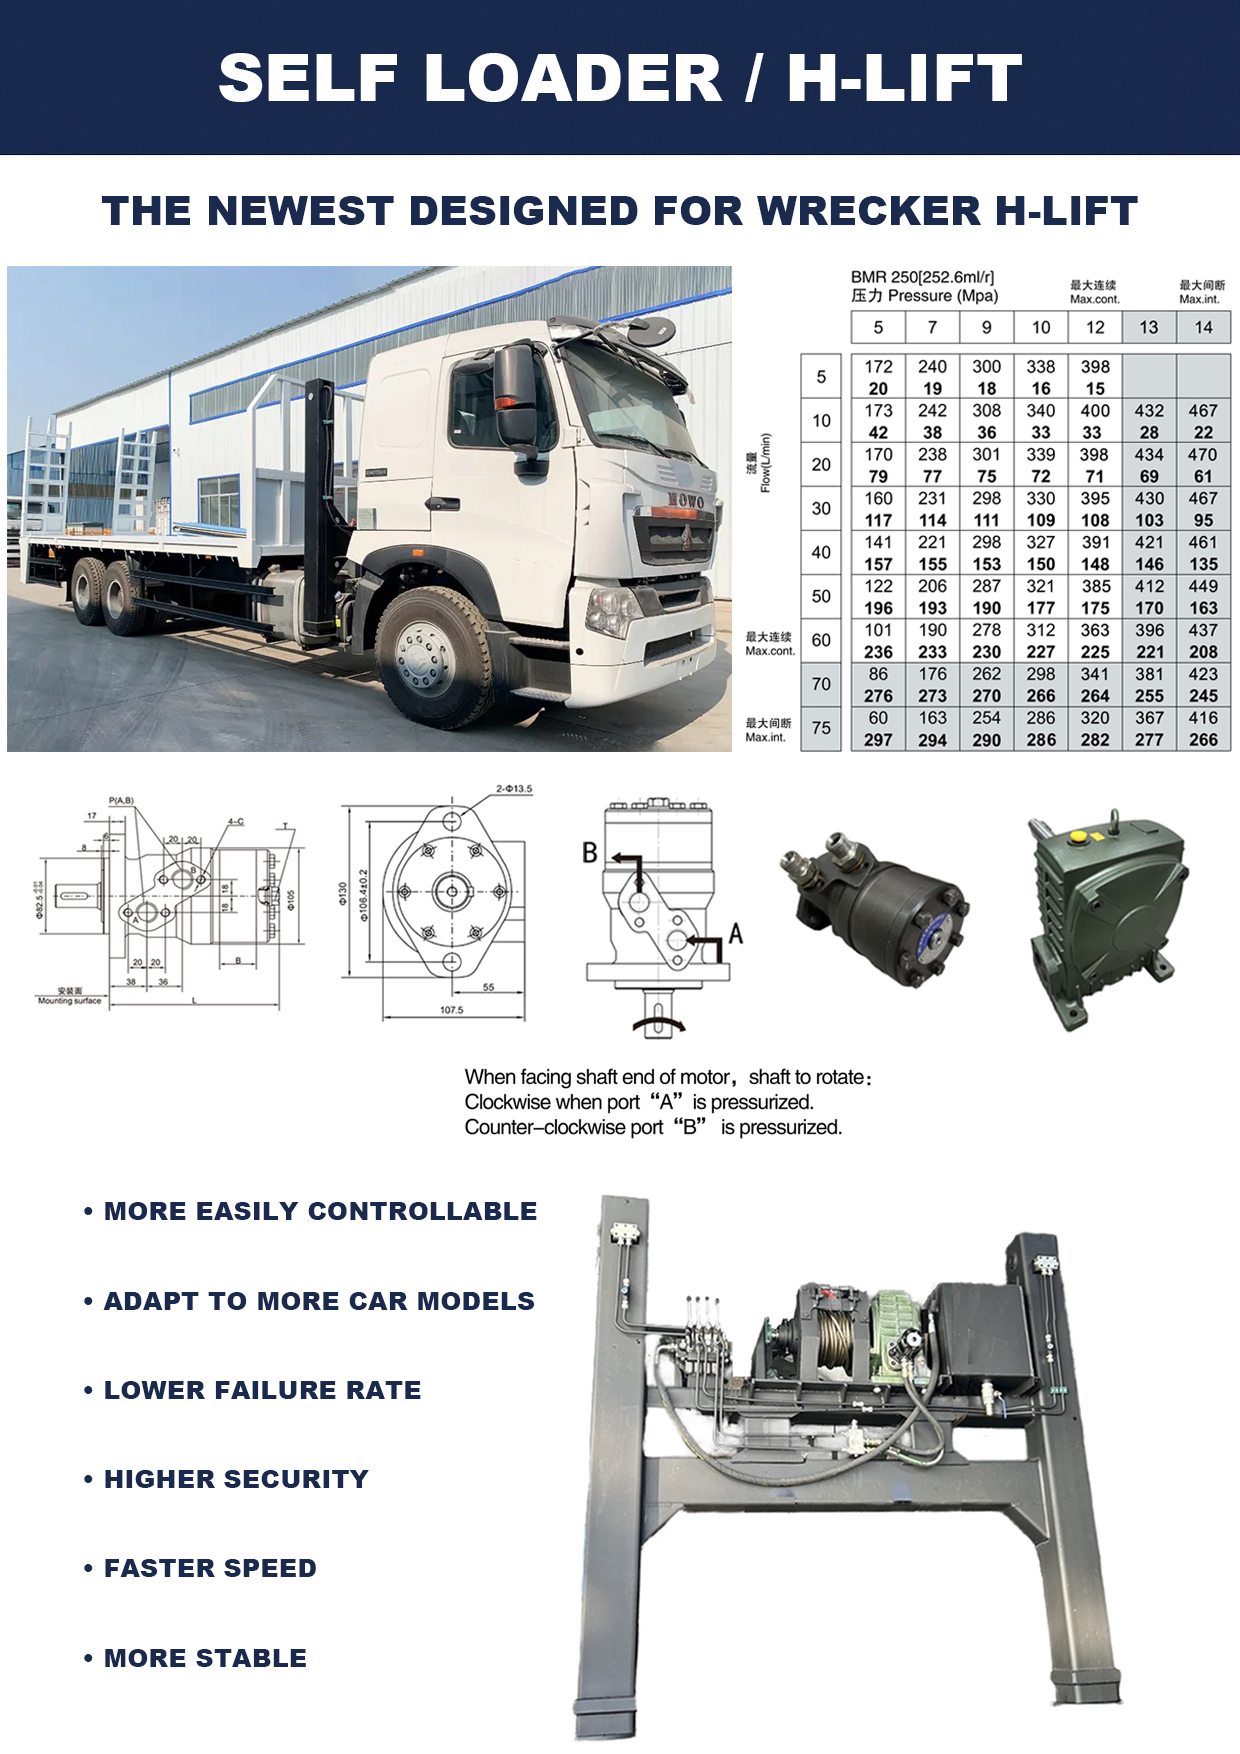 SELF LOADER / H-LIFT
THE NEWEST DESIGNED FOR WRECKER H-LIFT
HOWO
BMR 250[252.6ml/r]
压力 Pressure (Mpa)
最大连续
Max.cont.
最大间断
Max.int.
5 7 9 10 12 13 14
流量
Flow(L/min)
5 172 240 300 338 398
20 19 18 16 15
10 173 242 308 340 400 432 467
42 38 36 33 33 28 22
20 170 238 301 339 398 434 470
79 77 75 72 71 69 61
30 160 231 298 330 395 430 467
117 114 111 109 108 103 95
40 141 221 298 327 391 421 461
157 155 153 150 148 146 135
50 122 206 287 321 385 412 449
196 193 190 177 175 170 163
最大连续
Max.cont.
60 101 190 278 312 363 396 437
236 233 230 227 225 221 208
70 86 176 262 298 341 381 423
276 273 270 266 264 255 245
最大间断
Max.int.
75 60 163 254 286 320 367 416
297 294 290 286 282 277 266
P(A,B)
17
4-C
T
6
8
20 20
B
18
18
A
Φ82.5
Φ105
20 20
B
38 36
L
安装面
Mounting surface
2-Φ13.5
Φ130
Φ106.4±0.2
55
107.5
B
A
When facing shaft end of motor, shaft to rotate:
Clockwise when port “A” is pressurized.
Counter–clockwise port “B” is pressurized.
• MORE EASILY CONTROLLABLE
• ADAPT TO MORE CAR MODELS
• LOWER FAILURE RATE
• HIGHER SECURITY
• FASTER SPEED
• MORE STABLE